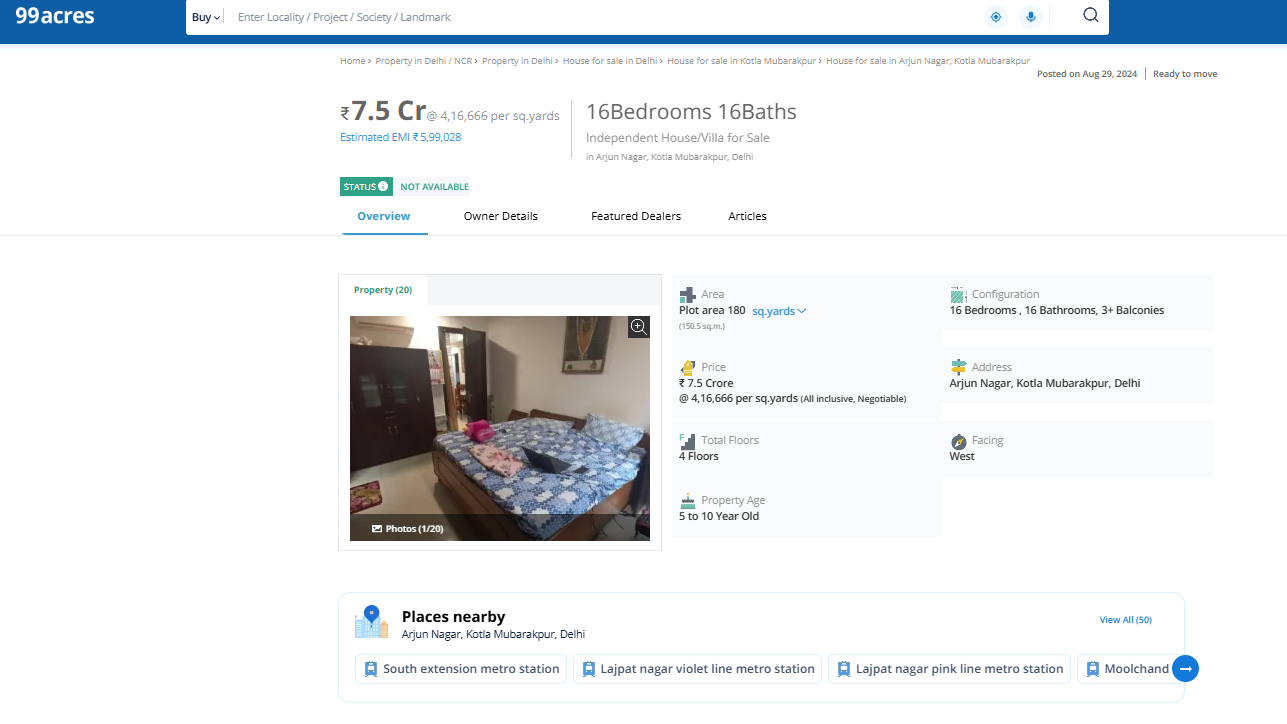 99acres
Buy
Enter Locality / Project / Society / Landmark
Home › Property in Delhi / NCR › Property in Delhi › House for sale in Delhi › House for sale in Kotla Mubarakpur › House for sale in Arjun Nagar, Kotla Mubarakpur
Posted on Aug 29, 2024 | Ready to move
₹7.5 Cr @ 4,16,666 per sq.yards
Estimated EMI ₹ 5,99,028
16Bedrooms 16Baths
Independent House/Villa for Sale
in Arjun Nagar, Kotla Mubarakpur, Delhi
STATUS NOT AVAILABLE
Overview Owner Details Featured Dealers Articles
Property (20)
Photos (1/20)
Area
Plot area 180 sq.yards
(150.5 sq.m.)
Configuration
16 Bedrooms , 16 Bathrooms, 3+ Balconies
Price
₹ 7.5 Crore
@ 4,16,666 per sq.yards (All inclusive, Negotiable)
Address
Arjun Nagar, Kotla Mubarakpur, Delhi
Total Floors
4 Floors
Facing
West
Property Age
5 to 10 Year Old
Places nearby
Arjun Nagar, Kotla Mubarakpur, Delhi
View All (50)
South extension metro station Lajpat nagar violet line metro station Lajpat nagar pink line metro station Moolchand